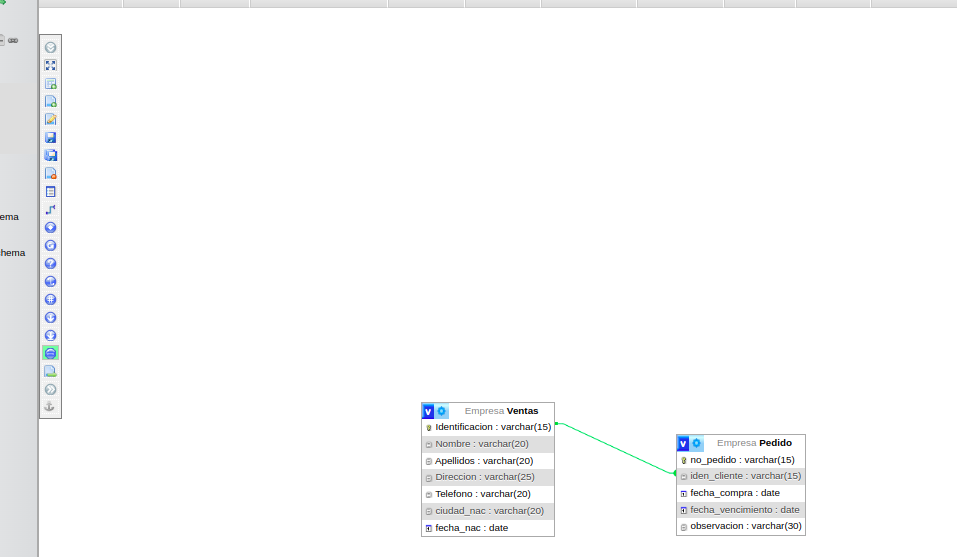 ema
hema
Empresa Ventas
Identificacion : varchar(15)
Nombre : varchar(20)
Apellidos : varchar(20)
Direccion : varchar(25)
Telefono : varchar(20)
ciudad_nac : varchar(20)
fecha_nac : date
Empresa Pedido
no_pedido : varchar(15)
iden_cliente : varchar(15)
fecha_compra : date
fecha_vencimiento : date
observacion : varchar(30)